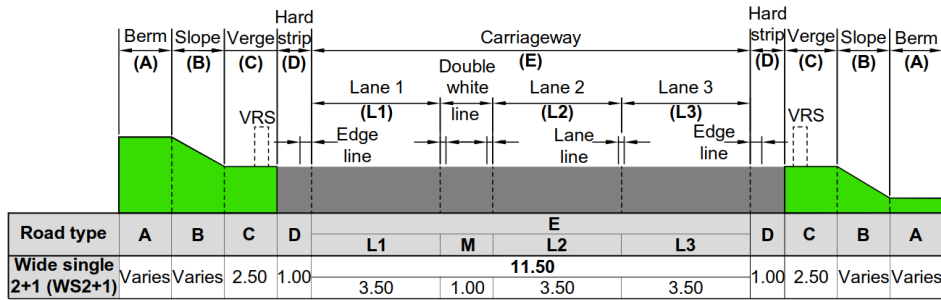 Berm Slope Verge Hard strip Carriageway Hard strip Verge Slope Berm
(A) (B) (C) (D) (E) (D) (C) (B) (A)
Lane 1 Double white line Lane 2 Lane 3
(L1) (L2) (L3)
VRS Edge line Lane line Edge line VRS
Road type A B C D E D C B A
L1 M L2 L3
Wide single 2+1 (WS2+1) Varies Varies 2.50 1.00 11.50 1.00 2.50 Varies Varies
3.50 1.00 3.50 3.50